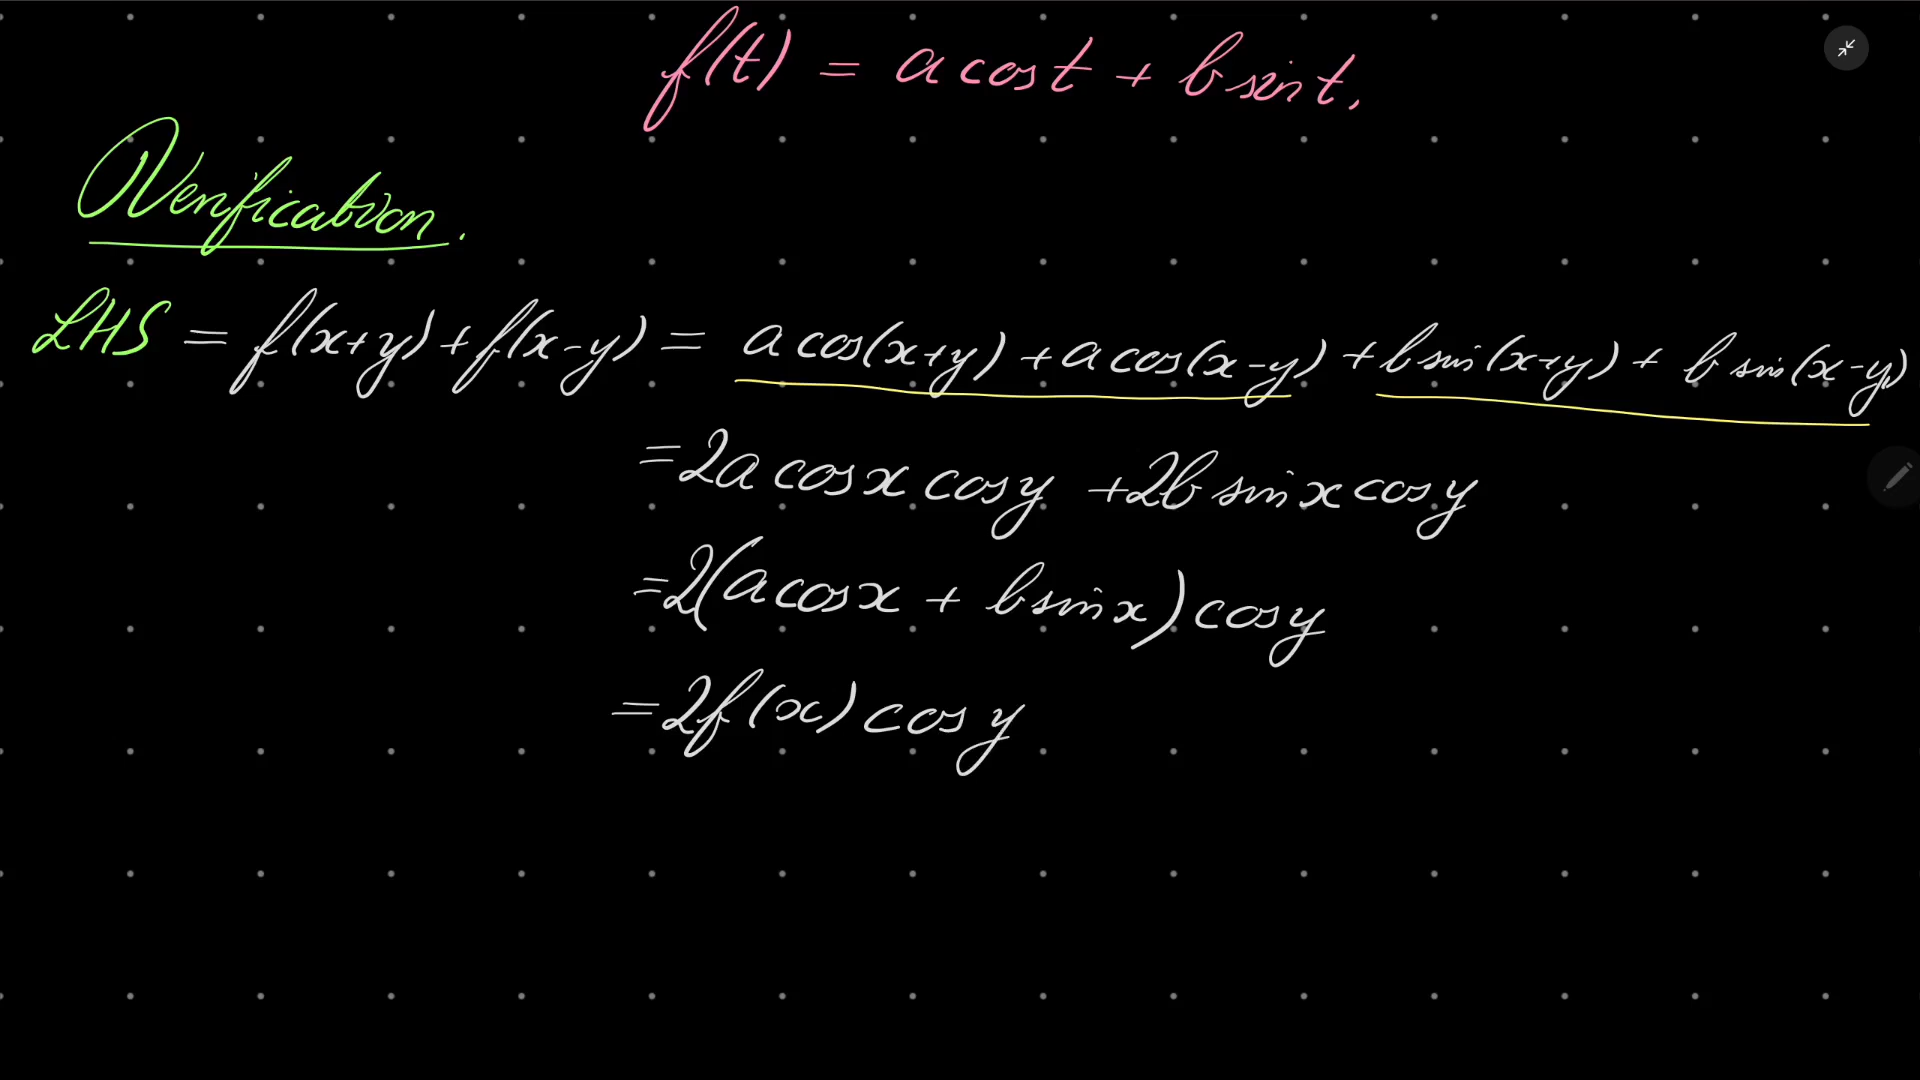 f(t) = a cos t + b sin t.
Verification.
LHS = f(x+y) + f(x-y) = a cos(x+y) + a cos(x-y) + b sin(x+y) + b sin(x-y)
= 2a cos x cos y + 2b sin x cos y
= 2(a cos x + b sin x) cos y
= 2f(x) cos y